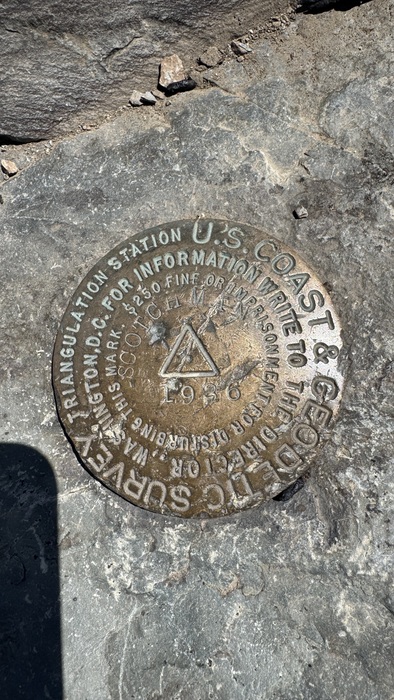 U.S. COAST & GEODETIC SURVEY
TRIANGULATION STATION
FOR INFORMATION WRITE TO THE DIRECTOR, WASHINGTON, D.C.
$250 FINE OR IMPRISONMENT FOR DISTURBING THIS MARK.
SCOTCHMAN